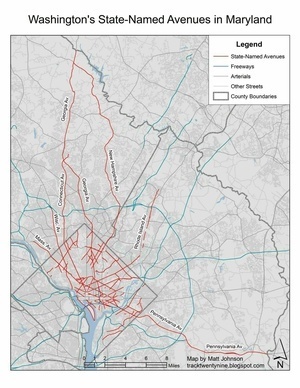 Washington's State-Named Avenues in Maryland
Legend
State-Named Avenues
Freeways
Arterials
Other Streets
County Boundaries
Georgia Av
New Hampshire Av
Connecticut Av
Georgia Av
Wisc. Av
Rhode Island Av
Mass. Av
Pennsylvania Av
Pennsylvania Av
0 1 2 4 6 8
Miles
Map by Matt Johnson
tracktwentynine.blogspot.com
N